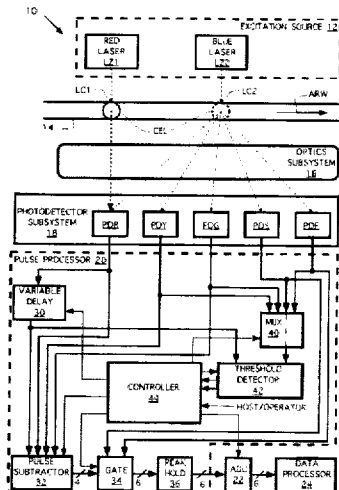 10
EXCITATION SOURCE 12
RED LASER LZ1
BLUE LASER LZ2
LC1
LC2
ARW
14
CEL
OPTICS SUBSYSTEM 16
PHOTODETECTOR SUBSYSTEM 18
PDR
PDY
PDG
PDS
PDF
PULSE PROCESSOR 20
VARIABLE DELAY 30
MUX 40
THRESHOLD DETECTOR 42
CONTROLLER 44
HOST/OPERATOR
PULSE SUBTRACTOR 32
4
GATE 34
6
PEAK HOLD 36
6
ADC 22
6
DATA PROCESSOR 24